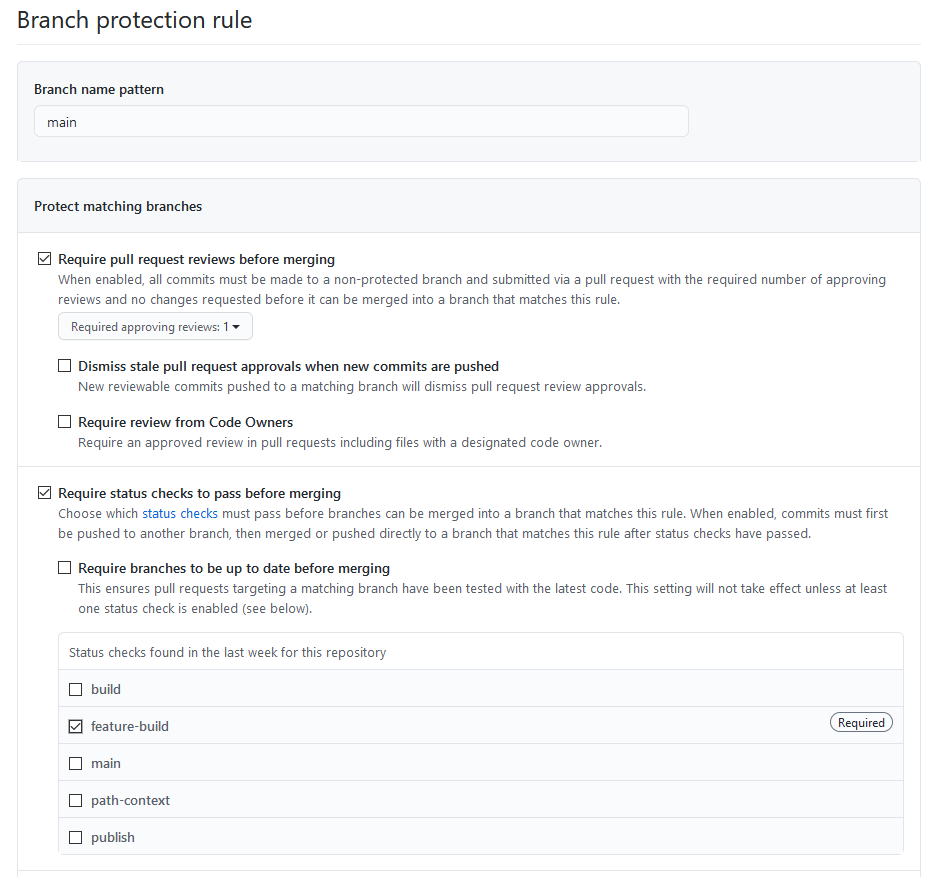 Branch protection rule
Branch name pattern
main
Protect matching branches
Require pull request reviews before merging
When enabled, all commits must be made to a non-protected branch and submitted via a pull request with the required number of approving
reviews and no changes requested before it can be merged into a branch that matches this rule.
Required approving reviews: 1
Dismiss stale pull request approvals when new commits are pushed
New reviewable commits pushed to a matching branch will dismiss pull request review approvals.
Require review from Code Owners
Require an approved review in pull requests including files with a designated code owner.
Require status checks to pass before merging
Choose which status checks must pass before branches can be merged into a branch that matches this rule. When enabled, commits must first
be pushed to another branch, then merged or pushed directly to a branch that matches this rule after status checks have passed.
Require branches to be up to date before merging
This ensures pull requests targeting a matching branch have been tested with the latest code. This setting will not take effect unless at least
one status check is enabled (see below).
Status checks found in the last week for this repository
build
feature-build Required
main
path-context
publish